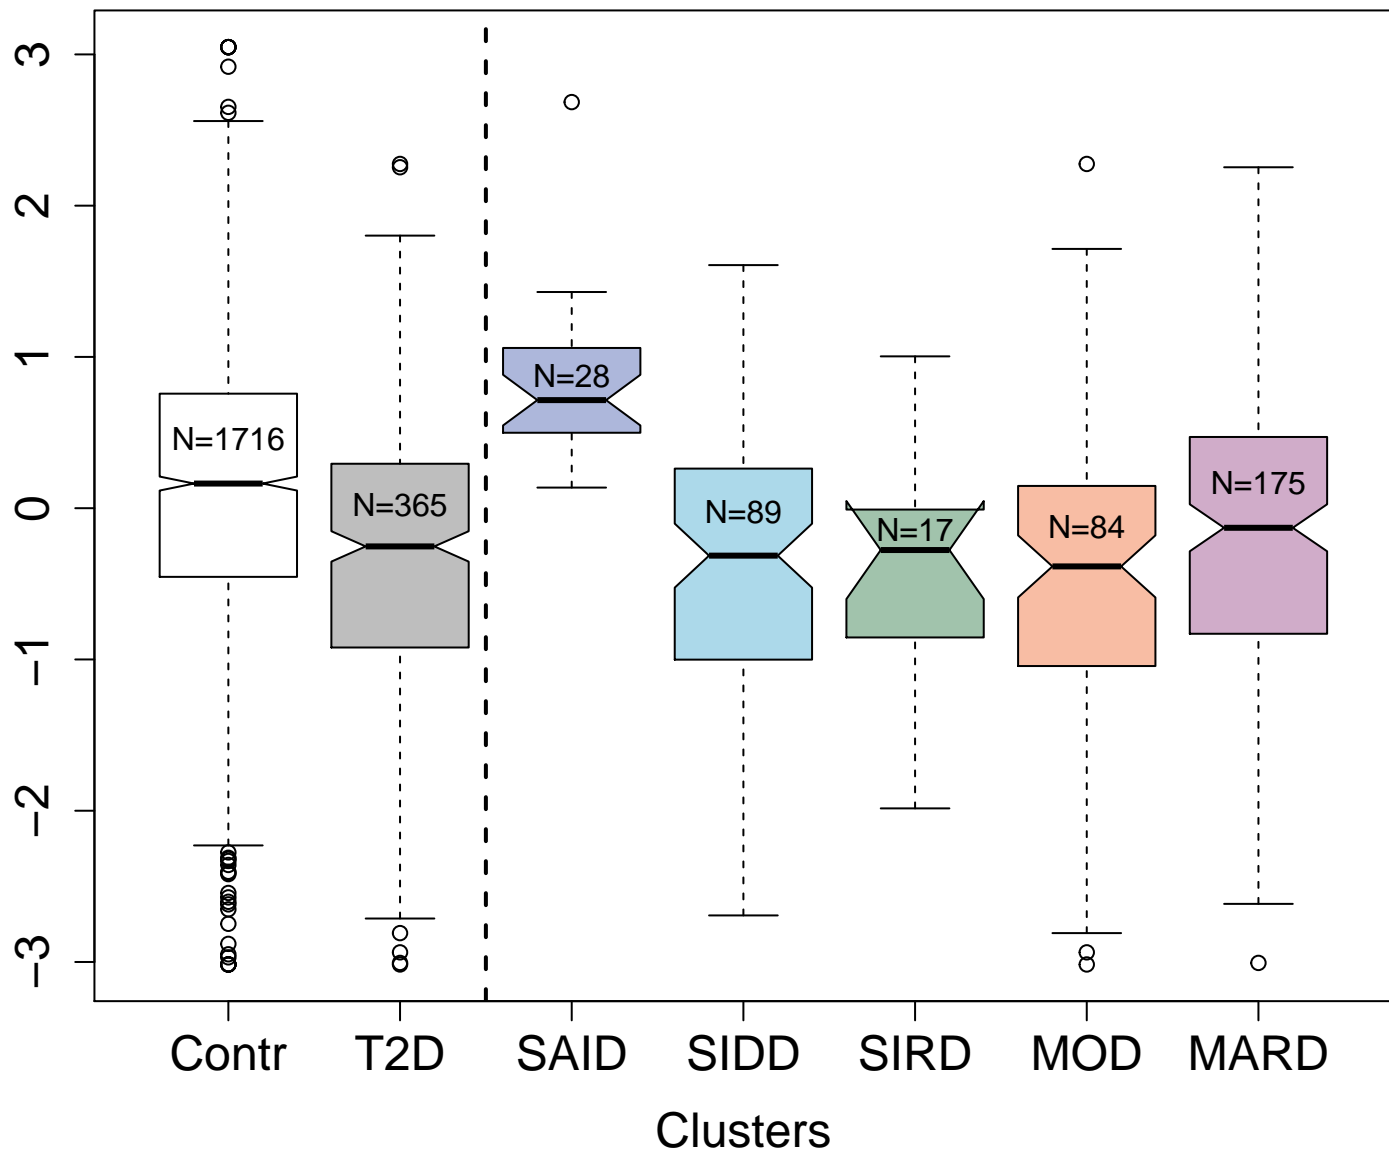 3
2
1
0
−1
−2
−3
N=1716
N=365
N=28
N=89
N=17
N=84
N=175
Contr T2D SAID SIDD SIRD MOD MARD
Clusters